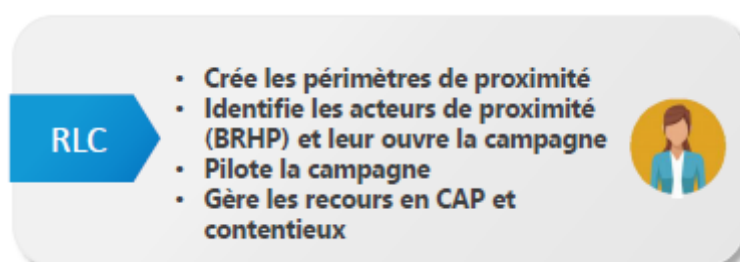 RLC
• Crée les périmètres de proximité
• Identifie les acteurs de proximité
(BRHP) et leur ouvre la campagne
• Pilote la campagne
• Gère les recours en CAP et
contentieux